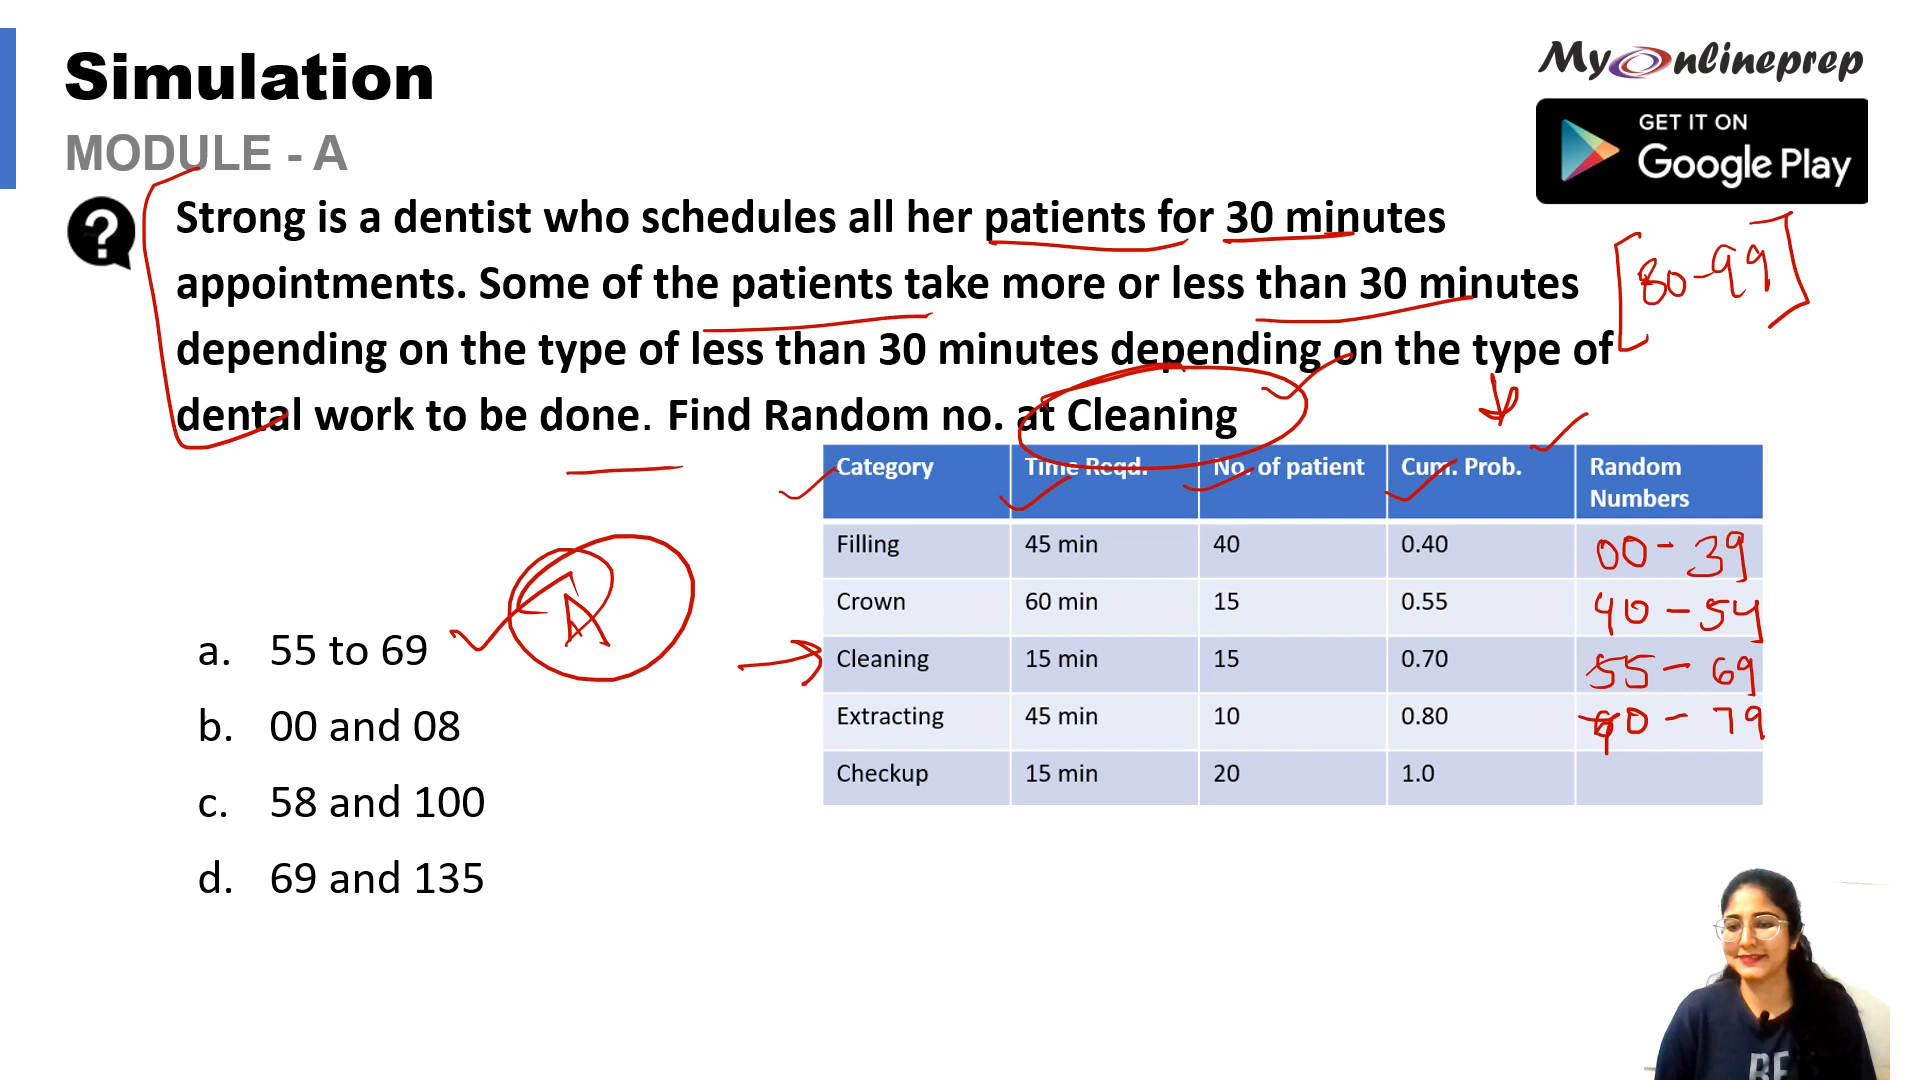 Simulation
MODULE - A
MyOnlineprep
GET IT ON
Google Play
Strong is a dentist who schedules all her patients for 30 minutes
appointments. Some of the patients take more or less than 30 minutes
depending on the type of less than 30 minutes depending on the type of
dental work to be done. Find Random no. at Cleaning
[80-99]
Category Time Reqd. No. of patient Cum. Prob. Random Numbers
Filling 45 min 40 0.40 00 - 39
Crown 60 min 15 0.55 40 - 54
Cleaning 15 min 15 0.70 55 - 69
Extracting 45 min 10 0.80 - 79
Checkup 15 min 20 1.0
A
a. 55 to 69
b. 00 and 08
c. 58 and 100
d. 69 and 135
BE